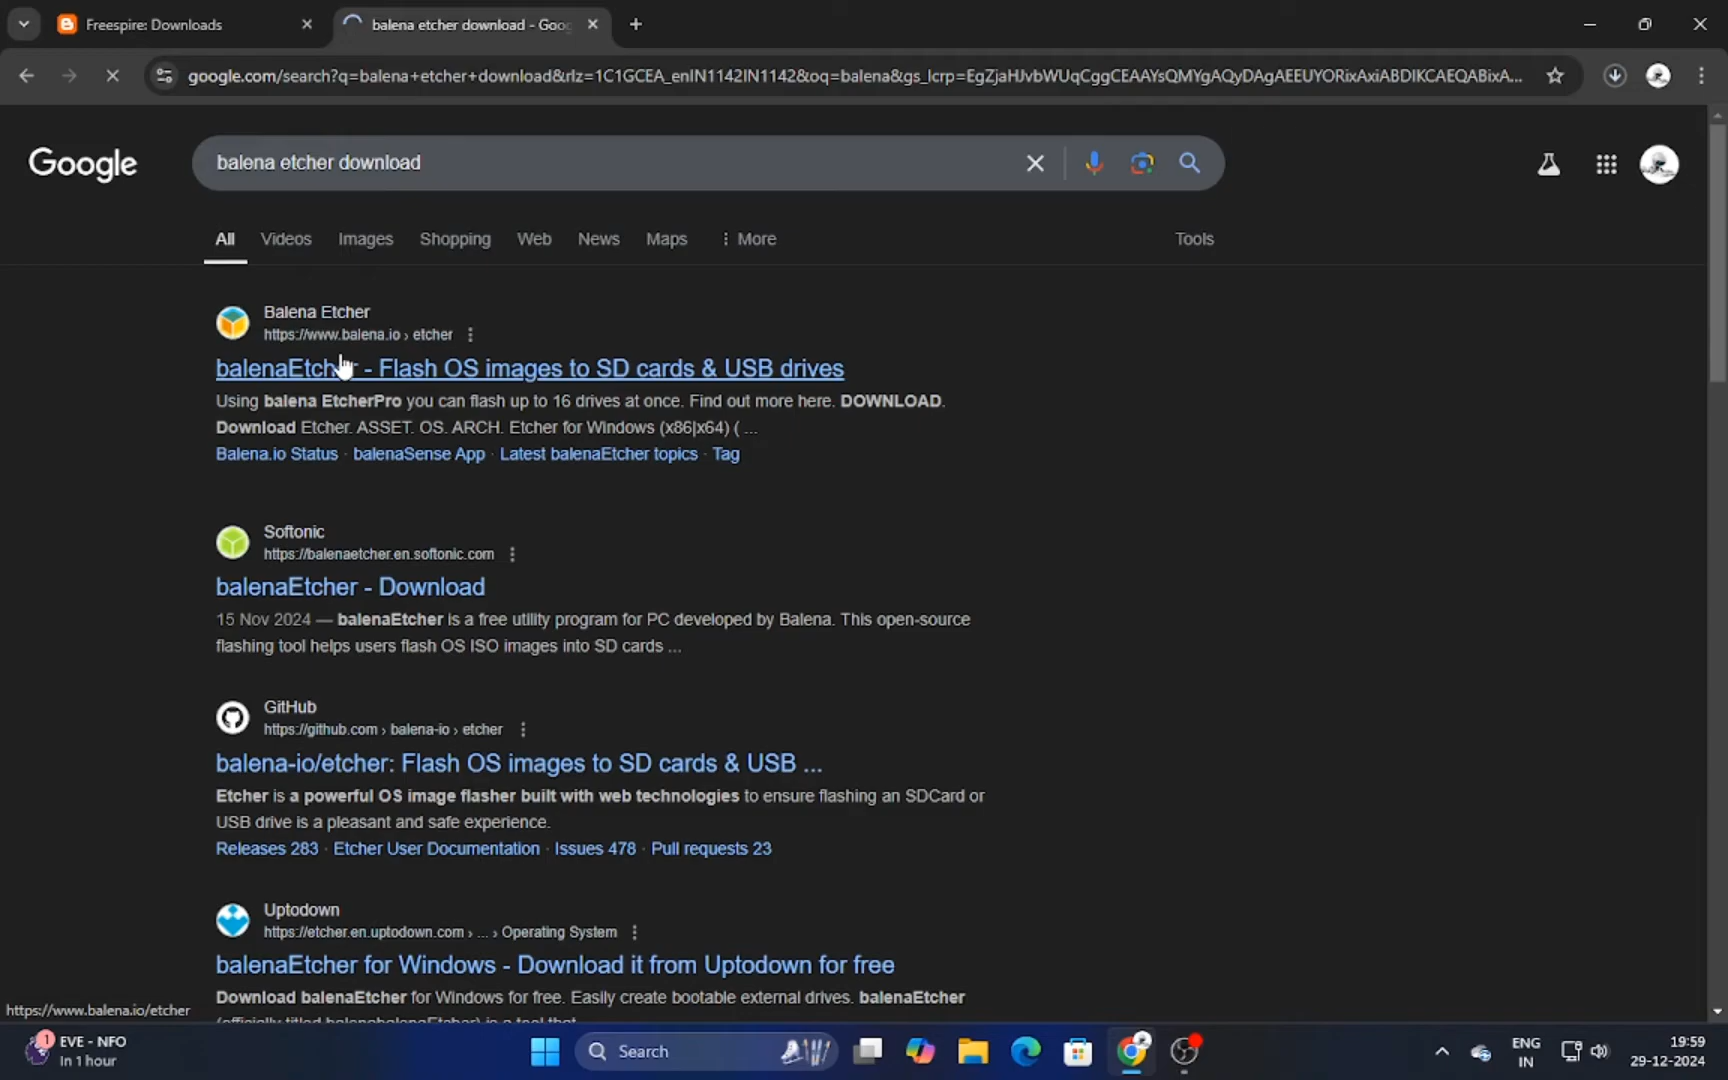 Freespire: Downloads
balena etcher download - Goo
google.com/search?q=balena+etcher+download&rlz=1C1GCEA_enIN1142IN1142&oq=balena&gs_lcrp=EgZjaHJvbWUqCggCEAAYsQMYgAQyDAgAEEUYORixAxiABDIKCAEQABixA...
Google
balena etcher download
All
Videos
Images
Shopping
Web
News
Maps
More
Tools
Balena Etcher
https://www.balena.io › etcher
balenaEtcher - Flash OS images to SD cards & USB drives
Using balena EtcherPro you can flash up to 16 drives at once. Find out more here. DOWNLOAD.
Download Etcher. ASSET. OS. ARCH. Etcher for Windows (x86|x64) ( ...
Balena.io Status · balenaSense App · Latest balenaEtcher topics · Tag
Softonic
https://balenaetcher.en.softonic.com
balenaEtcher - Download
15 Nov 2024 — balenaEtcher is a free utility program for PC developed by Balena. This open-source
flashing tool helps users flash OS ISO images into SD cards ...
GitHub
https://github.com › balena-io › etcher
balena-io/etcher: Flash OS images to SD cards & USB ...
Etcher is a powerful OS image flasher built with web technologies to ensure flashing an SDCard or
USB drive is a pleasant and safe experience.
Releases 283 · Etcher User Documentation · Issues 478 · Pull requests 23
Uptodown
https://etcher.en.uptodown.com › ... › Operating System
balenaEtcher for Windows - Download it from Uptodown for free
Download balenaEtcher for Windows for free. Easily create bootable external drives. balenaEtcher
https://www.balena.io/etcher
1
EVE - NFO
In 1 hour
Search
ENG
IN
19:59
29-12-2024